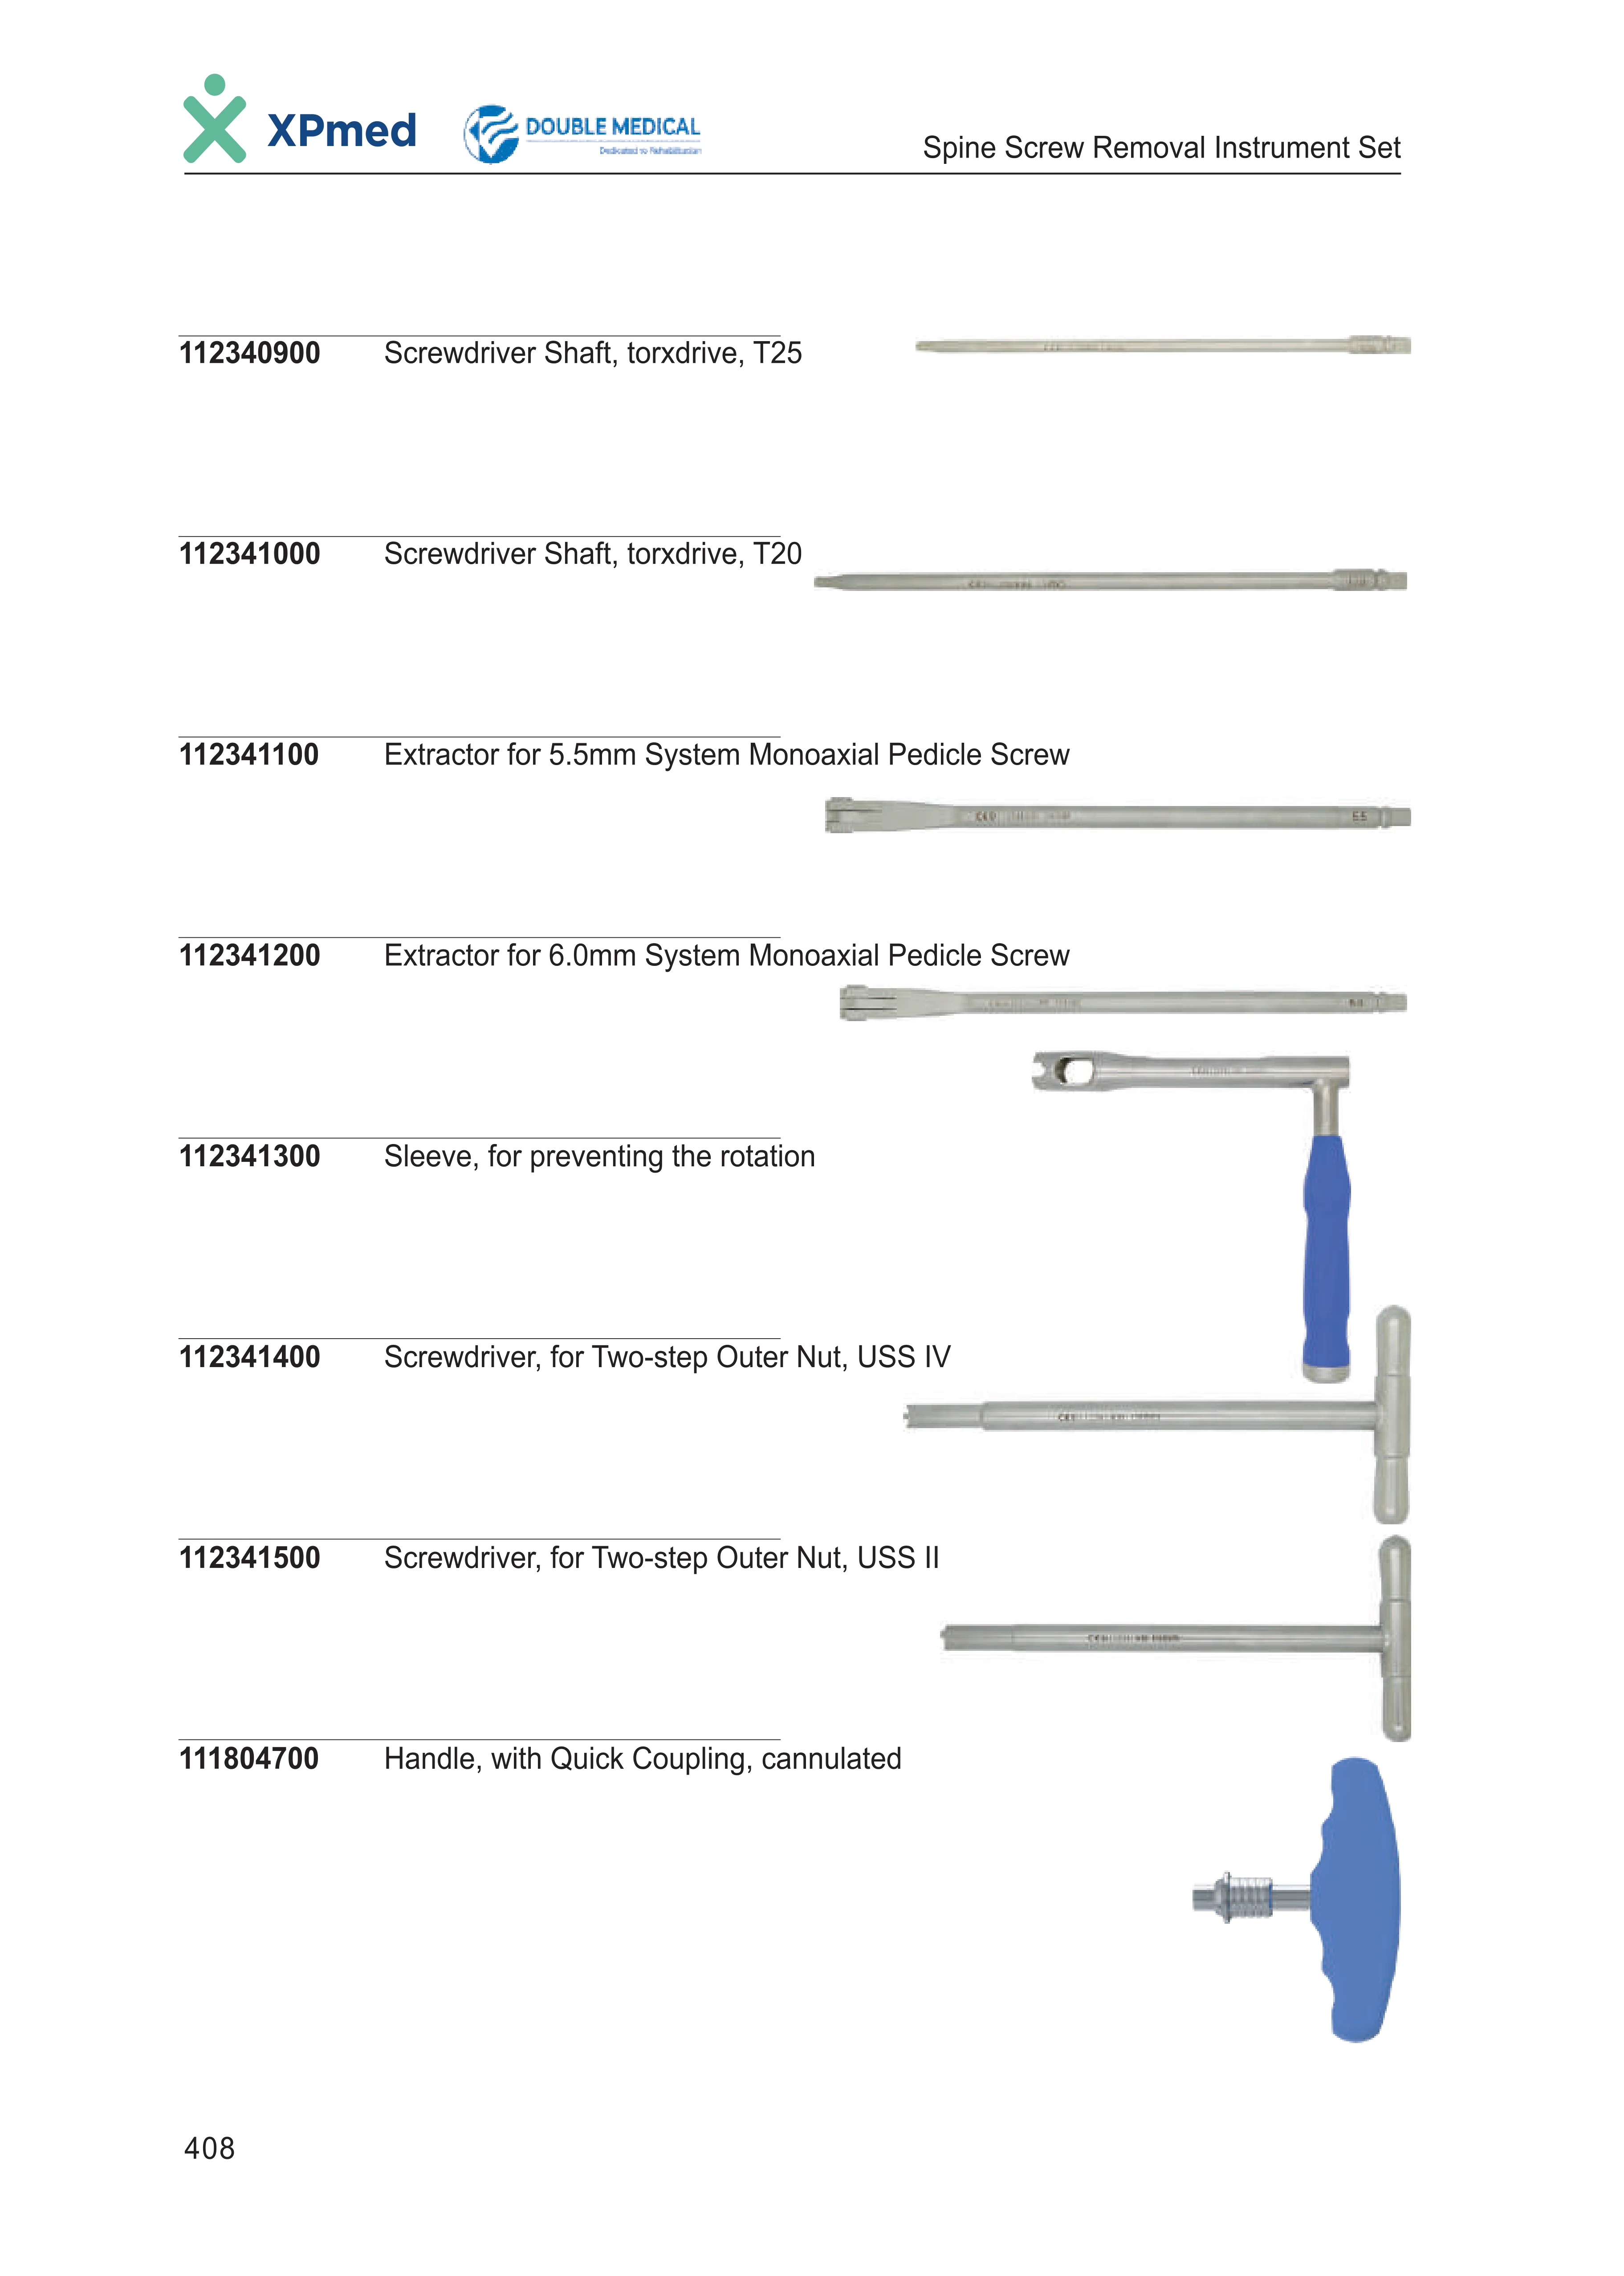 XPmed
DOUBLE MEDICAL
Dedicated to Rehabilitation
Spine Screw Removal Instrument Set
112340900 Screwdriver Shaft, torxdrive, T25
112341000 Screwdriver Shaft, torxdrive, T20
112341100 Extractor for 5.5mm System Monoaxial Pedicle Screw
5.5
112341200 Extractor for 6.0mm System Monoaxial Pedicle Screw
6.0
112341300 Sleeve, for preventing the rotation
112341400 Screwdriver, for Two-step Outer Nut, USS IV
112341500 Screwdriver, for Two-step Outer Nut, USS II
111804700 Handle, with Quick Coupling, cannulated
408